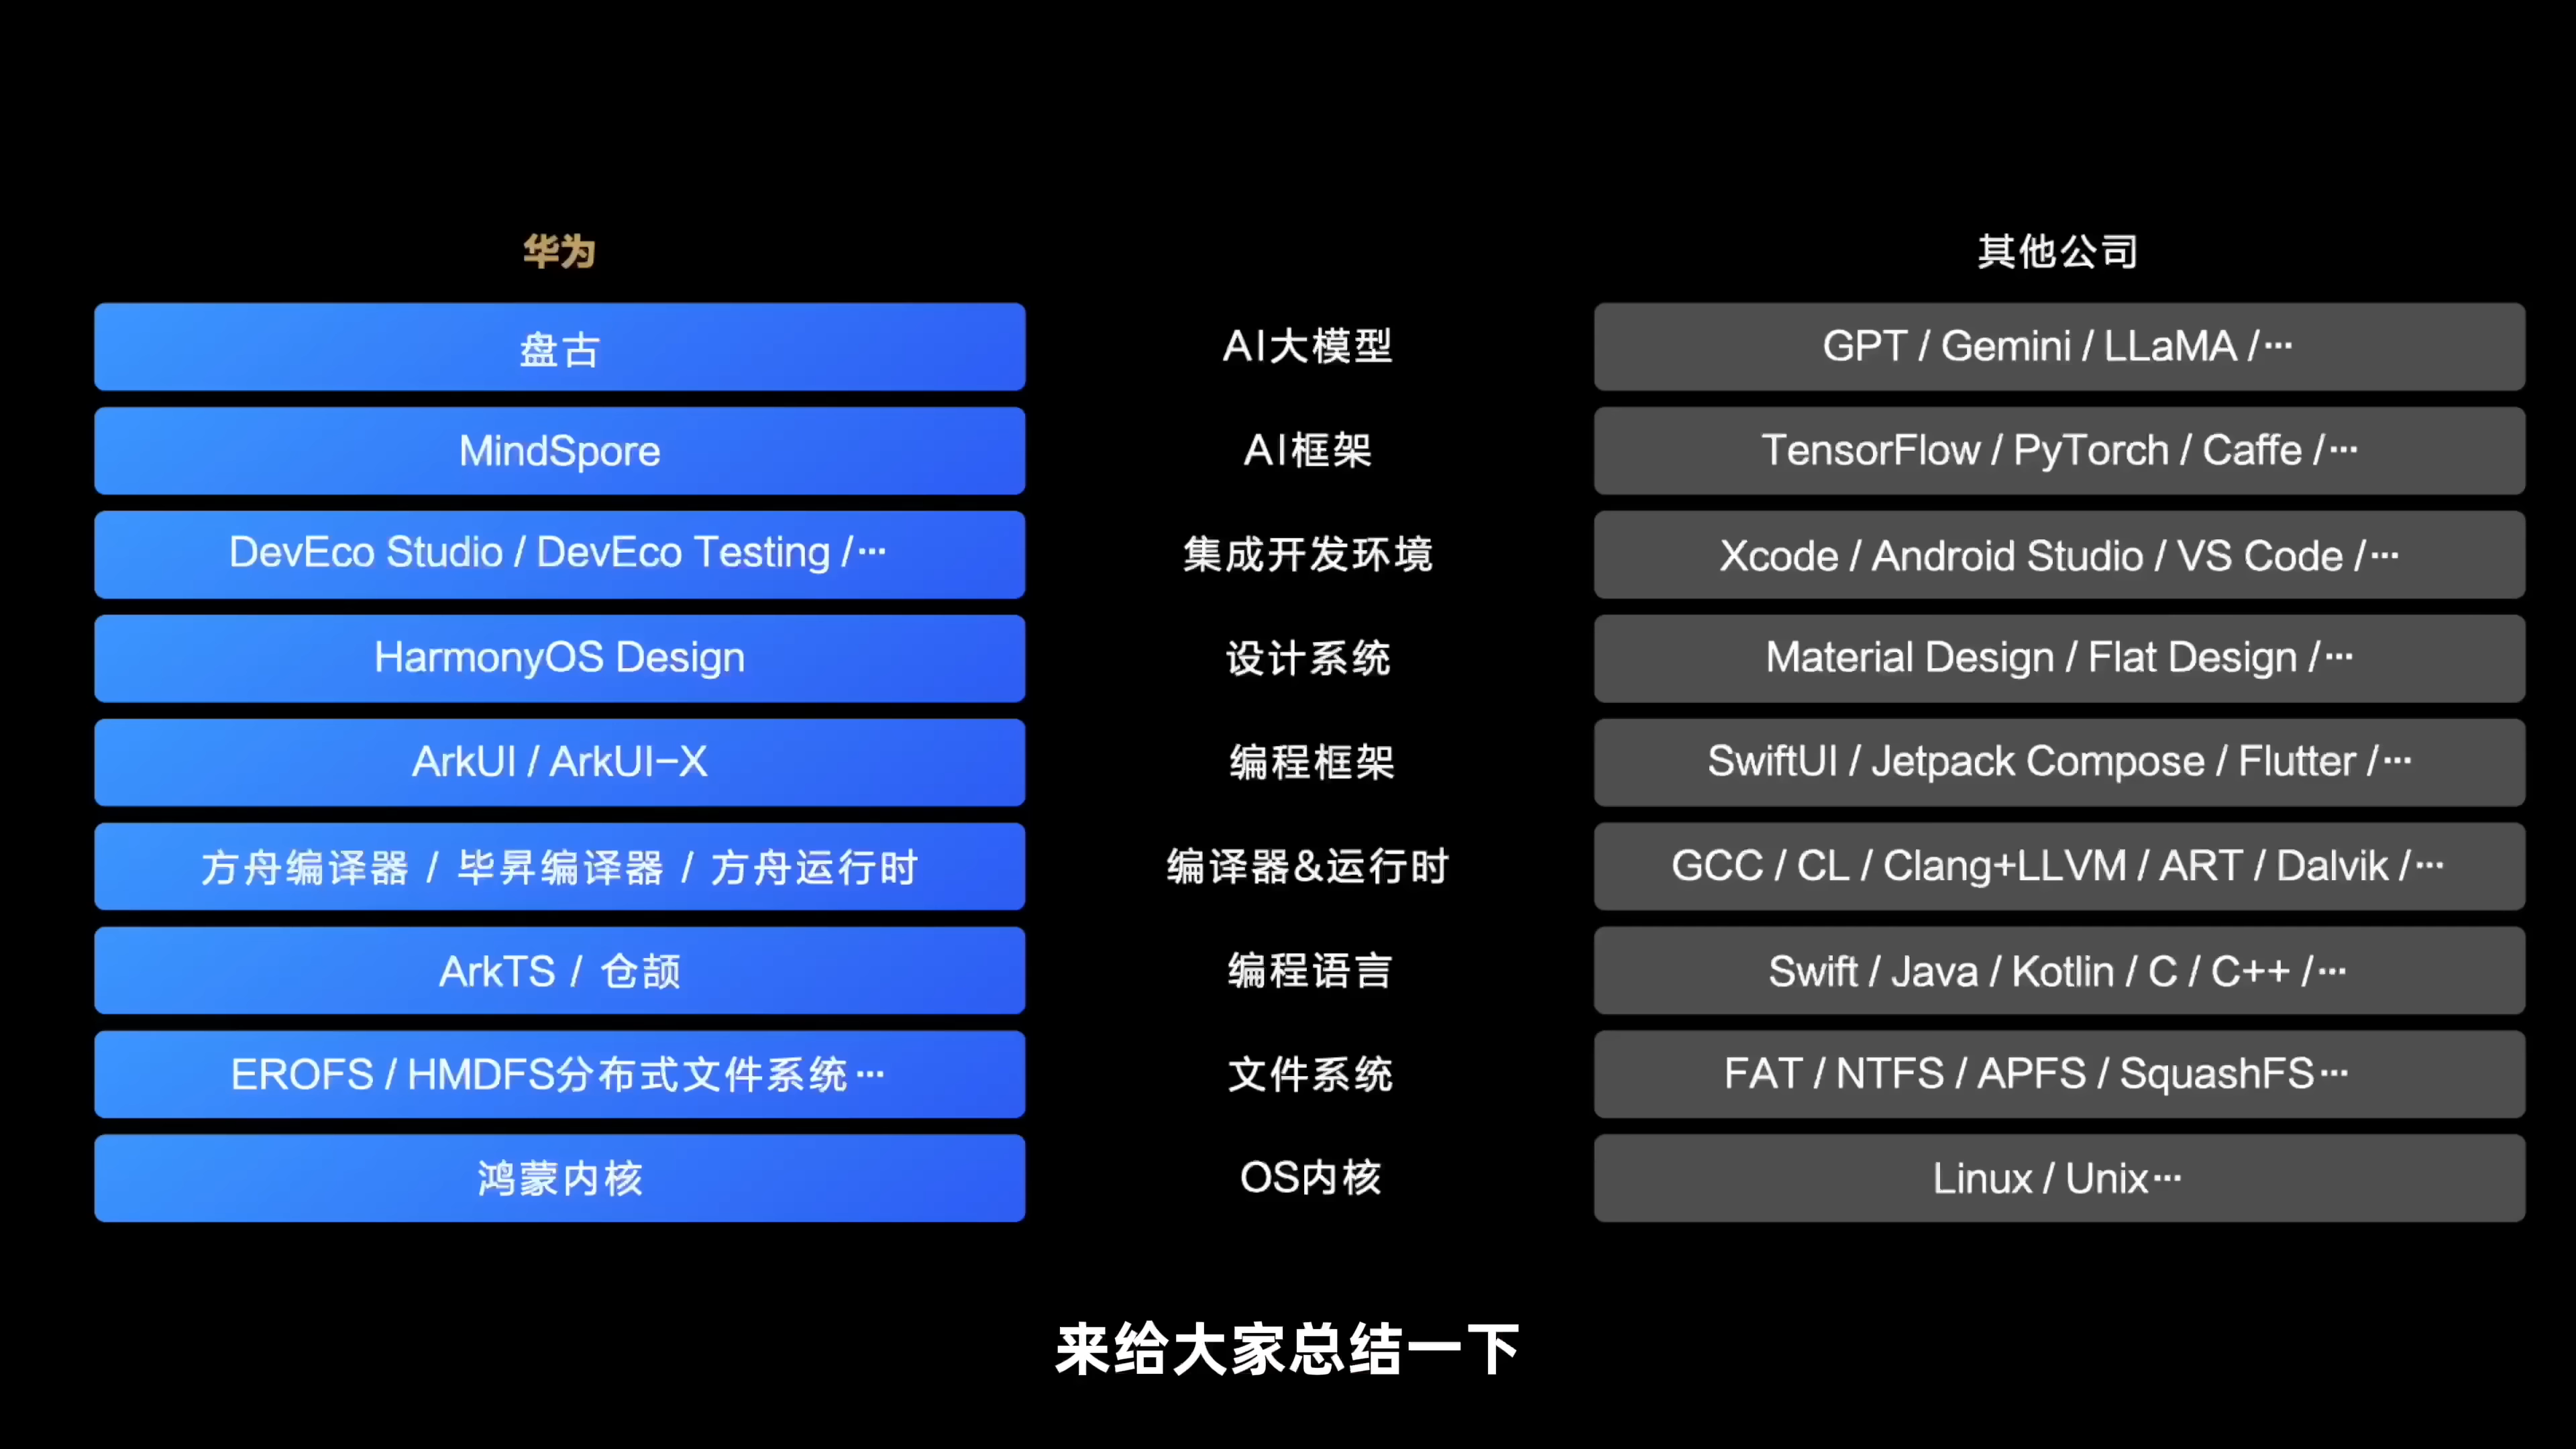 华为 其他公司
盘古 AI大模型 GPT / Gemini / LLaMA /···
MindSpore AI框架 TensorFlow / PyTorch / Caffe /···
DevEco Studio / DevEco Testing /··· 集成开发环境 Xcode / Android Studio / VS Code /···
HarmonyOS Design 设计系统 Material Design / Flat Design /···
ArkUI / ArkUI-X 编程框架 SwiftUI / Jetpack Compose / Flutter /···
方舟编译器 / 毕昇编译器 / 方舟运行时 编译器&运行时 GCC / CL / Clang+LLVM / ART / Dalvik /···
ArkTS / 仓颉 编程语言 Swift / Java / Kotlin / C / C++ /···
EROFS / HMDFS分布式文件系统··· 文件系统 FAT / NTFS / APFS / SquashFS···
鸿蒙内核 OS内核 Linux / Unix···
来给大家总结一下